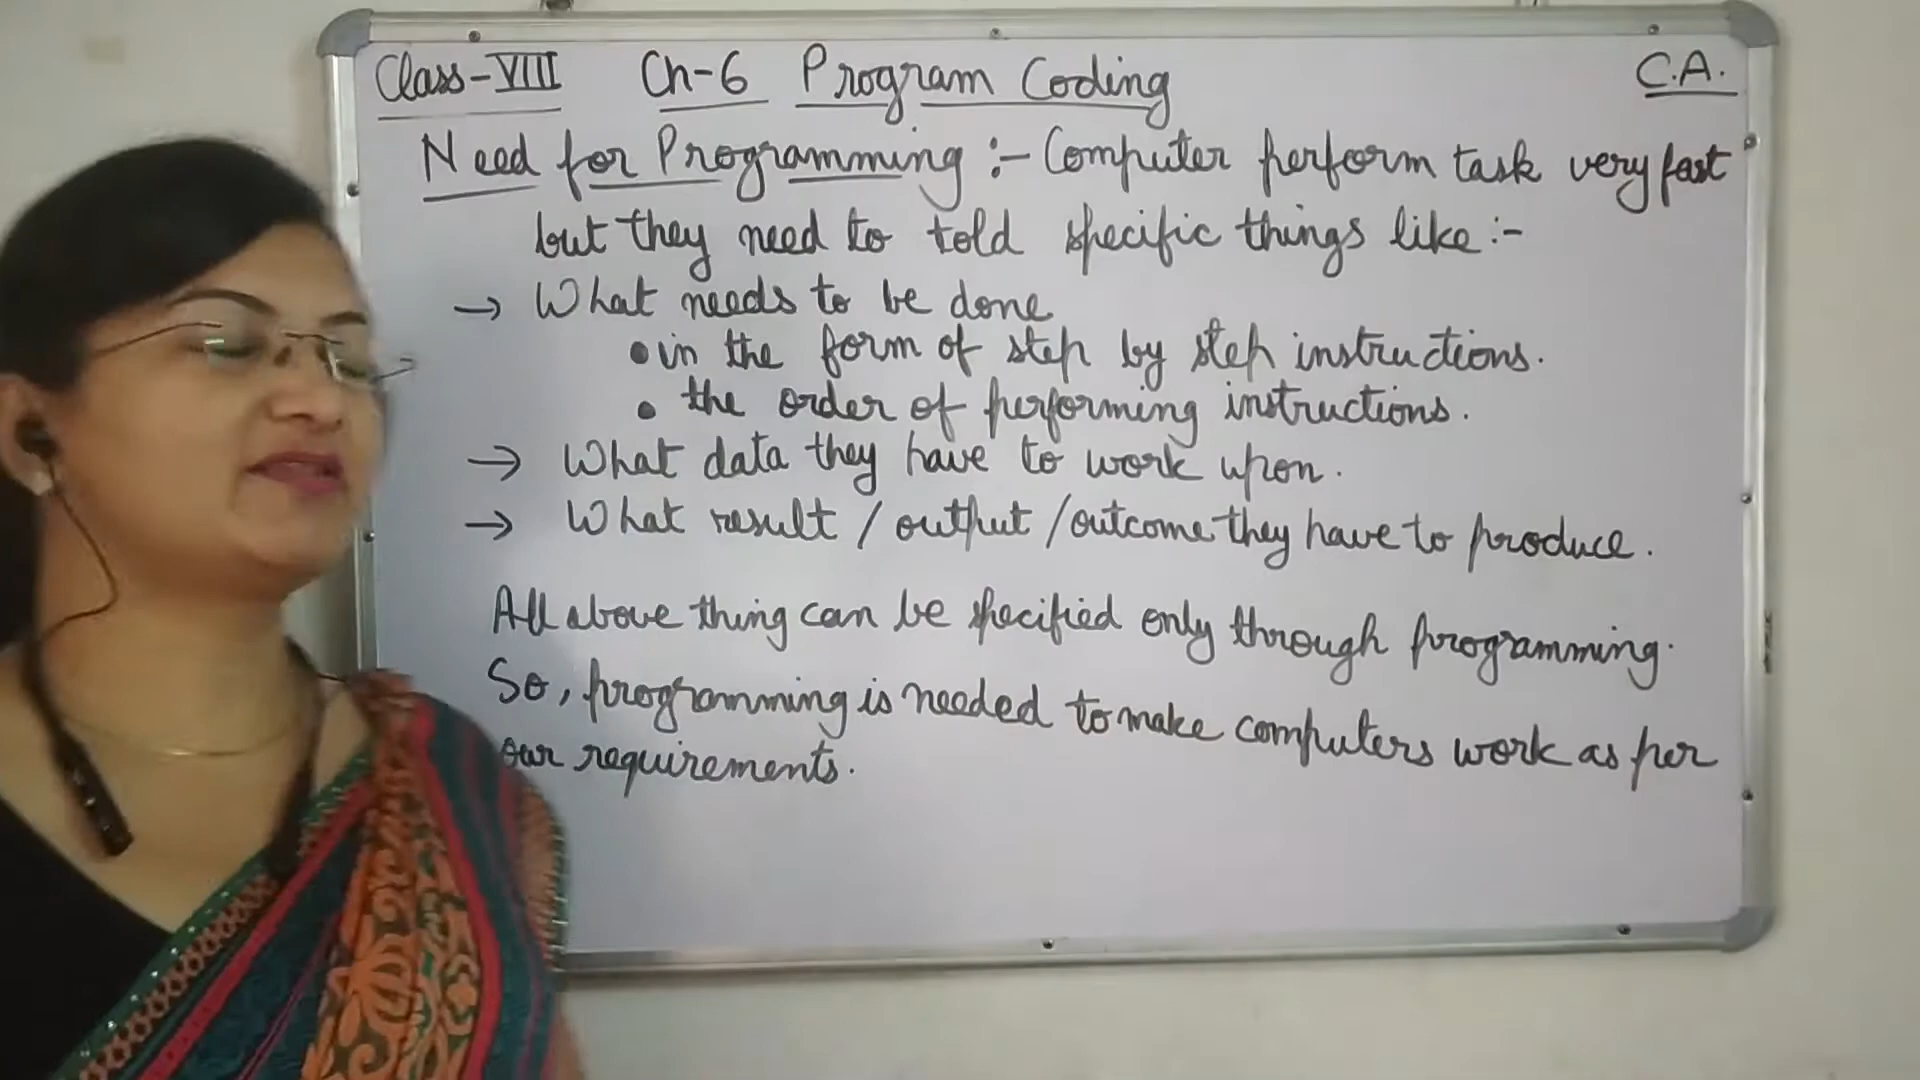 Class-VIII Ch-6 Program Coding C.A.
Need for Programming :- Computer perform task very fast
but they need to told specific things like :-
→ What needs to be done
• in the form of step by step instructions.
• the order of performing instructions.
→ What data they have to work upon.
→ What result / output / outcome they have to produce.
All above thing can be specified only through programming.
So, programming is needed to make computers work as per
our requirements.